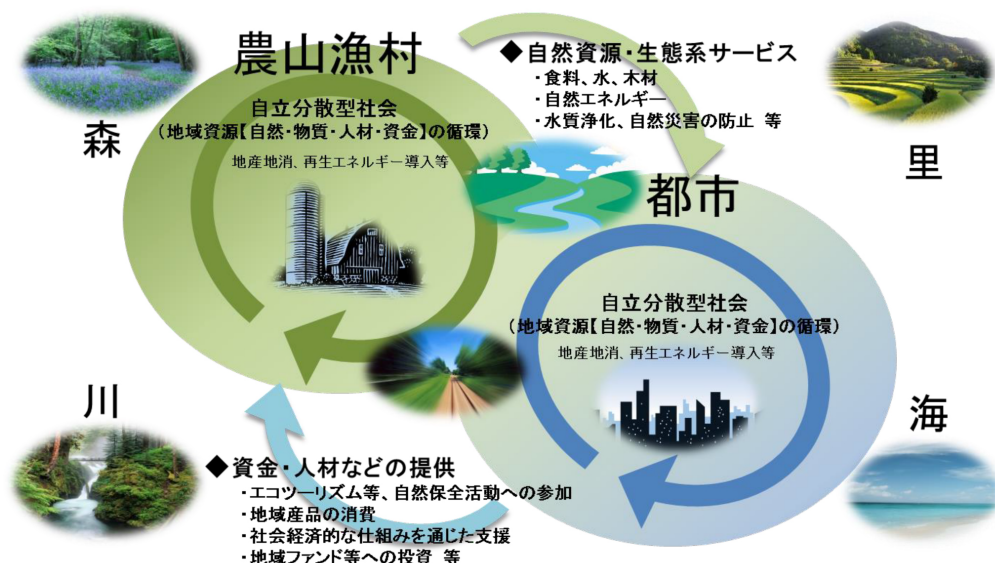 農山漁村
自立分散型社会
（地域資源【自然・物質・人材・資金】の循環）
地産地消、再生エネルギー導入等
◆自然資源・生態系サービス
・食料、水、木材
・自然エネルギー
・水質浄化、自然災害の防止 等
森
里
都市
自立分散型社会
（地域資源【自然・物質・人材・資金】の循環）
地産地消、再生エネルギー導入等
川
海
◆資金・人材などの提供
・エコツーリズム等、自然保全活動への参加
・地域産品の消費
・社会経済的な仕組みを通じた支援
・地域ファンド等への投資 等